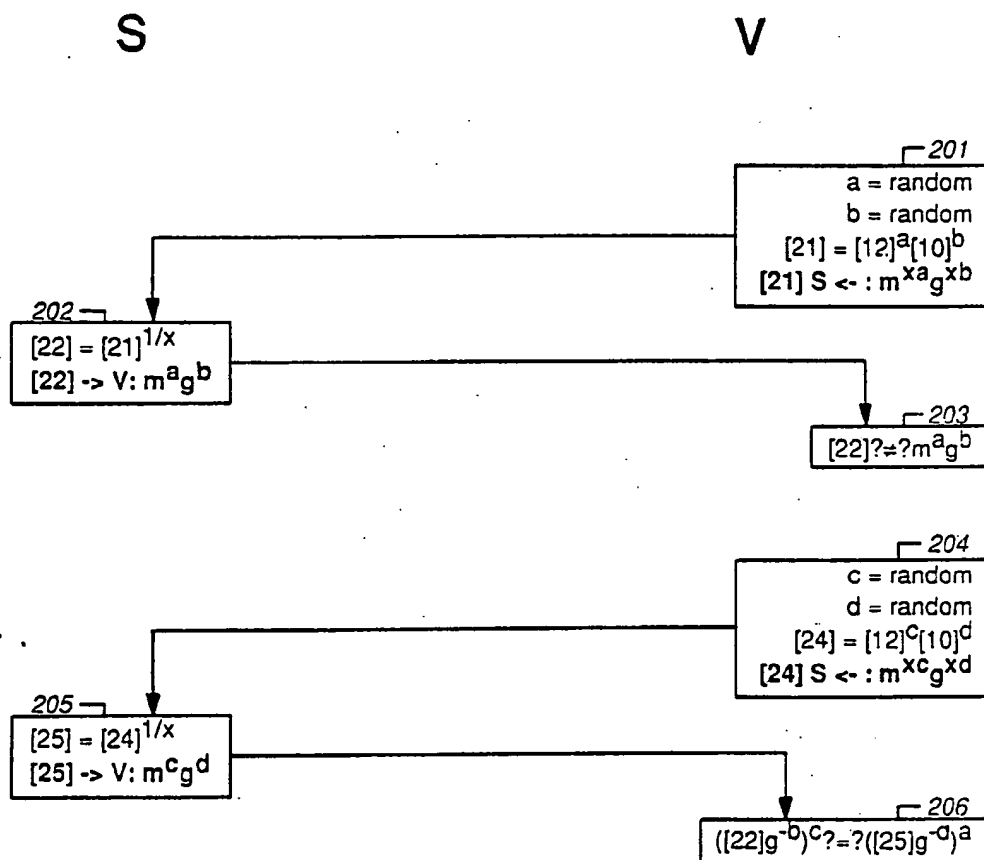 S V
201
a = random
b = random
[21] = [12]^a[10]^b
[21] S <- : m^xa g^xb
202
[22] = [21]^1/x
[22] -> V: m^a g^b
203
[22]?≠?m^a g^b
204
c = random
d = random
[24] = [12]^c[10]^d
[24] S <- : m^xc g^xd
205
[25] = [24]^1/x
[25] -> V: m^c g^d
206
([22]g^-b)^c?=?([25]g^-d)^a